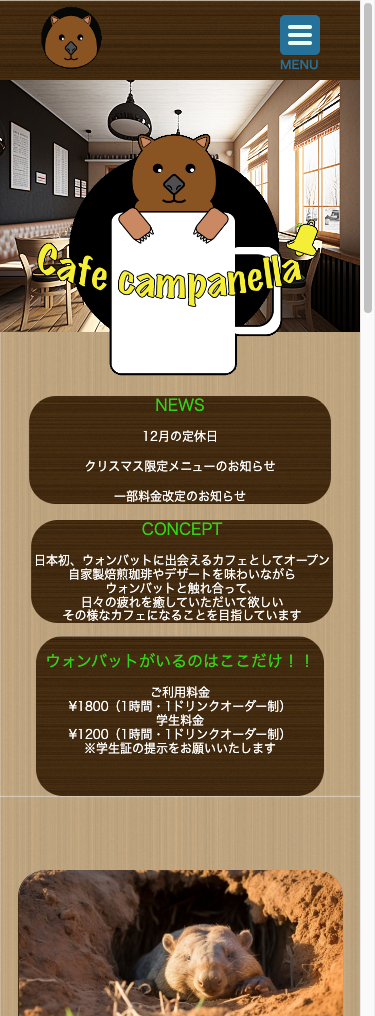 MENU
Cafe campanella
NEWS
12月の定休日
クリスマス限定メニューのお知らせ
一部料金改定のお知らせ
CONCEPT
日本初、ウォンバットに出会えるカフェとしてオープン
自家製焙煎珈琲やデザートを味わいながら
ウォンバットと触れ合って、
日々の疲れを癒していただいて欲しい
その様なカフェになることを目指しています
ウォンバットがいるのはここだけ！！
ご利用料金
¥1800（1時間・1ドリンクオーダー制）
学生料金
¥1200（1時間・1ドリンクオーダー制）
※学生証の提示をお願いいたします